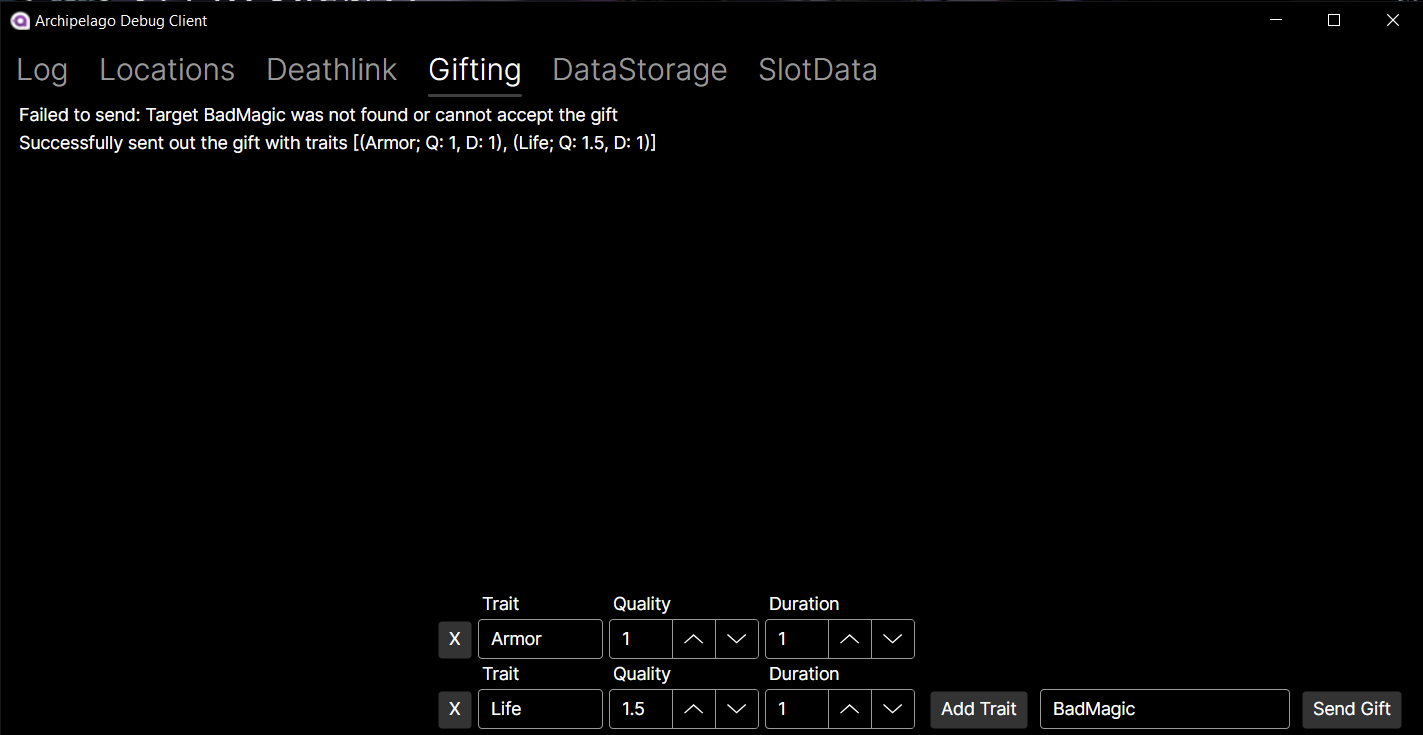 Archipelago Debug Client
Log Locations Deathlink Gifting DataStorage SlotData
Failed to send: Target BadMagic was not found or cannot accept the gift
Successfully sent out the gift with traits [(Armor; Q: 1, D: 1), (Life; Q: 1.5, D: 1)]
Trait Quality Duration
X Armor 1 1
Trait Quality Duration
X Life 1.5 1 Add Trait BadMagic Send Gift